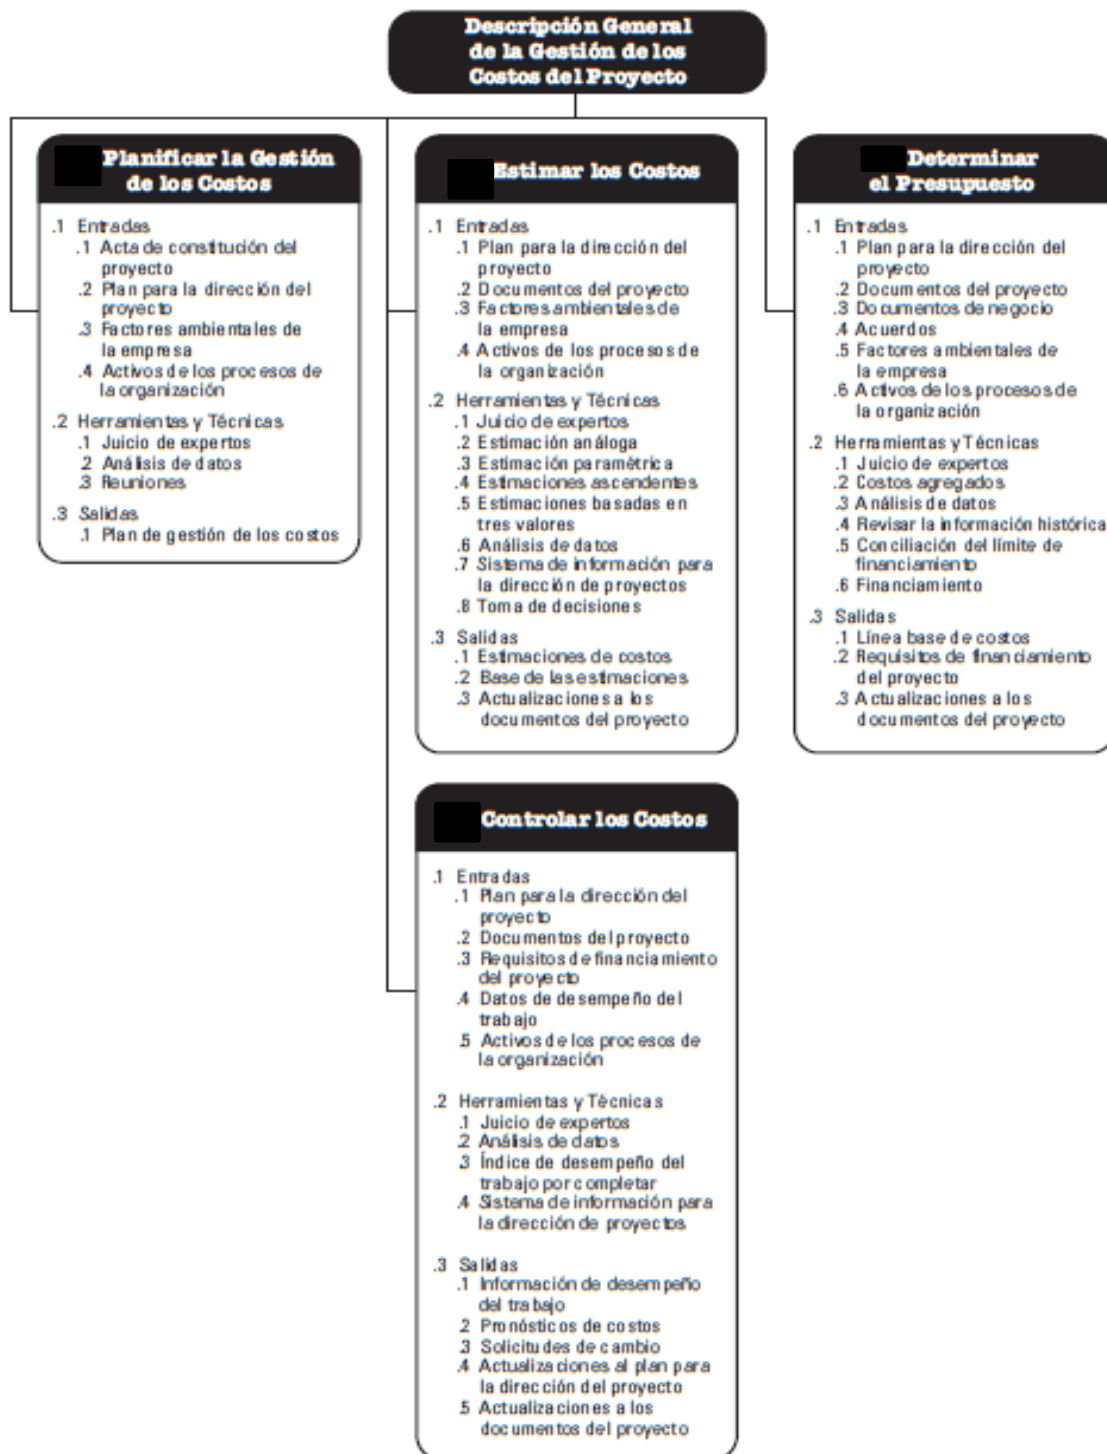 Descripción General
de la Gestión de los
Costos del Proyecto
Planificar la Gestión
de los Costos
.1 Entradas
.1 Acta de constitución del
proyecto
.2 Plan para la dirección del
proyecto
.3 Factores ambientales de
la empresa
.4 Activos de los procesos de
la organización
.2 Herramientas y Técnicas
.1 Juicio de expertos
.2 Análisis de datos
.3 Reuniones
.3 Salidas
.1 Plan de gestión de los costos
Estimar los Costos
.1 Entradas
.1 Plan para la dirección del
proyecto
.2 Documentos del proyecto
.3 Factores ambientales de
la empresa
.4 Activos de los procesos de
la organización
.2 Herramientas y Técnicas
.1 Juicio de expertos
.2 Estimación análoga
.3 Estimación paramétrica
.4 Estimaciones ascendentes
.5 Estimaciones basadas en
tres valores
.6 Análisis de datos
.7 Sistema de información para
la dirección de proyectos
.8 Toma de decisiones
.3 Salidas
.1 Estimaciones de costos
.2 Base de las estimaciones
.3 Actualizaciones a los
documentos del proyecto
Determinar
el Presupuesto
.1 Entradas
.1 Plan para la dirección del
proyecto
.2 Documentos del proyecto
.3 Documentos de negocio
.4 Acuerdos
.5 Factores ambientales de
la empresa
.6 Activos de los procesos de
la organización
.2 Herramientas y Técnicas
.1 Juicio de expertos
.2 Costos agregados
.3 Análisis de datos
.4 Revisar la información histórica
.5 Conciliación del límite de
financiamiento
.6 Financiamiento
.3 Salidas
.1 Línea base de costos
.2 Requisitos de financiamiento
del proyecto
.3 Actualizaciones a los
documentos del proyecto
Controlar los Costos
.1 Entradas
.1 Plan para la dirección del
proyecto
.2 Documentos del proyecto
.3 Requisitos de financiamiento
del proyecto
.4 Datos de desempeño del
trabajo
.5 Activos de los procesos de
la organización
.2 Herramientas y Técnicas
.1 Juicio de expertos
.2 Análisis de datos
.3 Índice de desempeño del
trabajo por completar
.4 Sistema de información para
la dirección de proyectos
.3 Salidas
.1 Información de desempeño
del trabajo
.2 Pronósticos de costos
.3 Solicitudes de cambio
.4 Actualizaciones al plan para
la dirección del proyecto
.5 Actualizaciones a los
documentos del proyecto